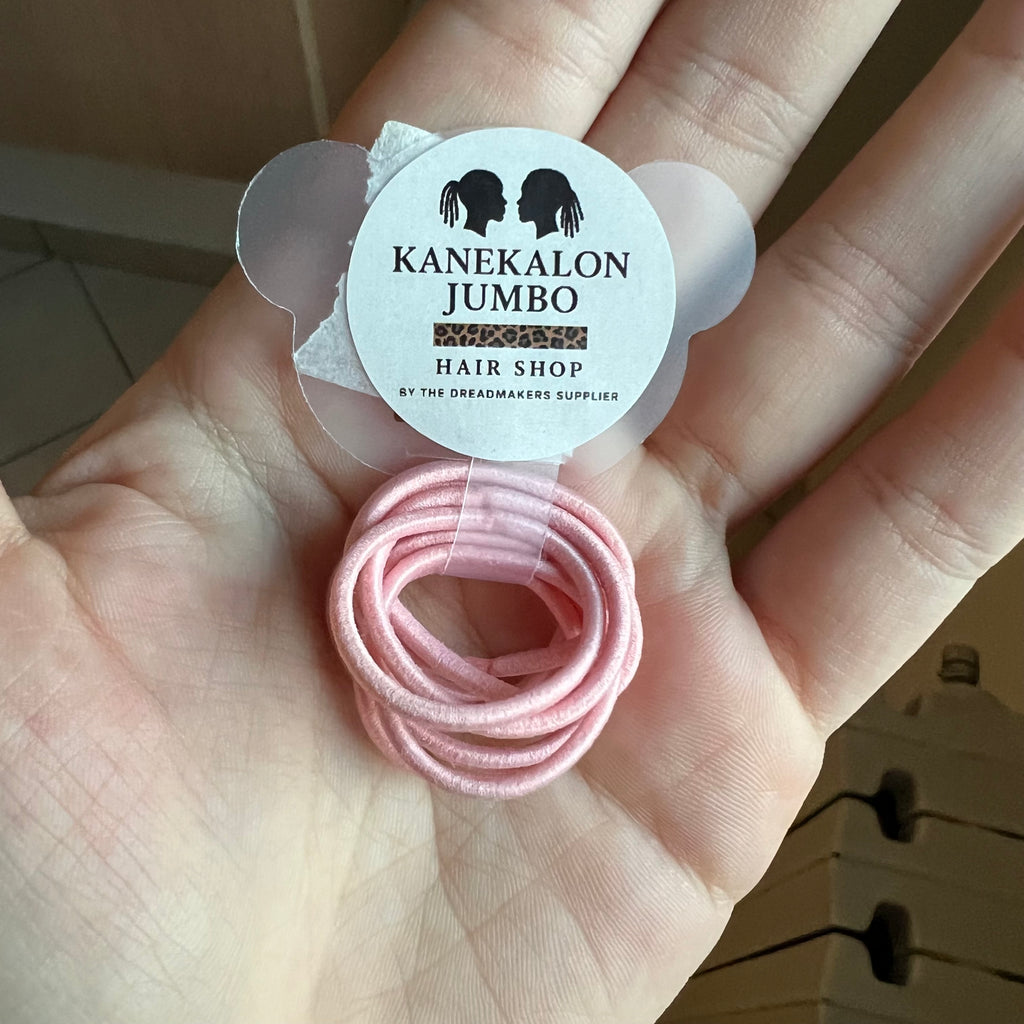 KANEKALON
JUMBO
HAIR SHOP
BY THE DREADMAKERS SUPPLIER